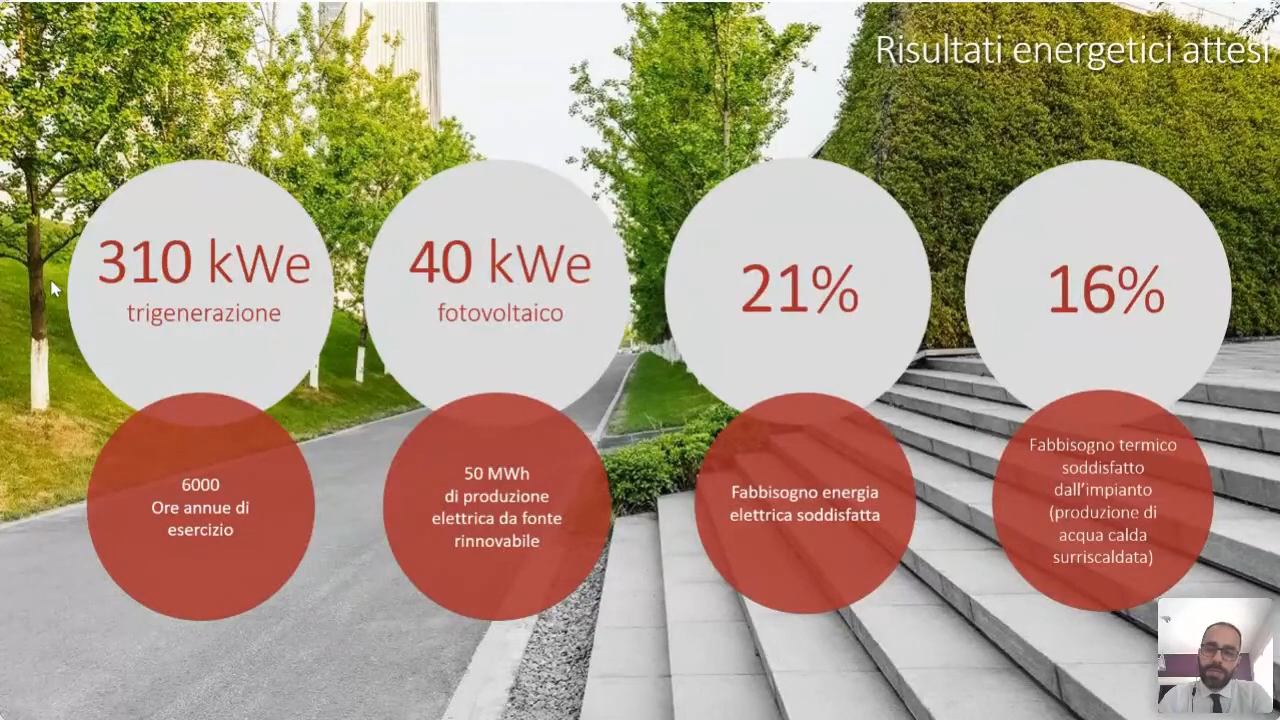 Risultati energetici attesi
310 kWe
trigenerazione
40 kWe
fotovoltaico
21%
16%
6000
Ore annue di
esercizio
50 MWh
di produzione
elettrica da fonte
rinnovabile
Fabbisogno energia
elettrica soddisfatta
Fabbisogno termico
soddisfatto
dall'impianto
(produzione di
acqua calda
surriscaldata)